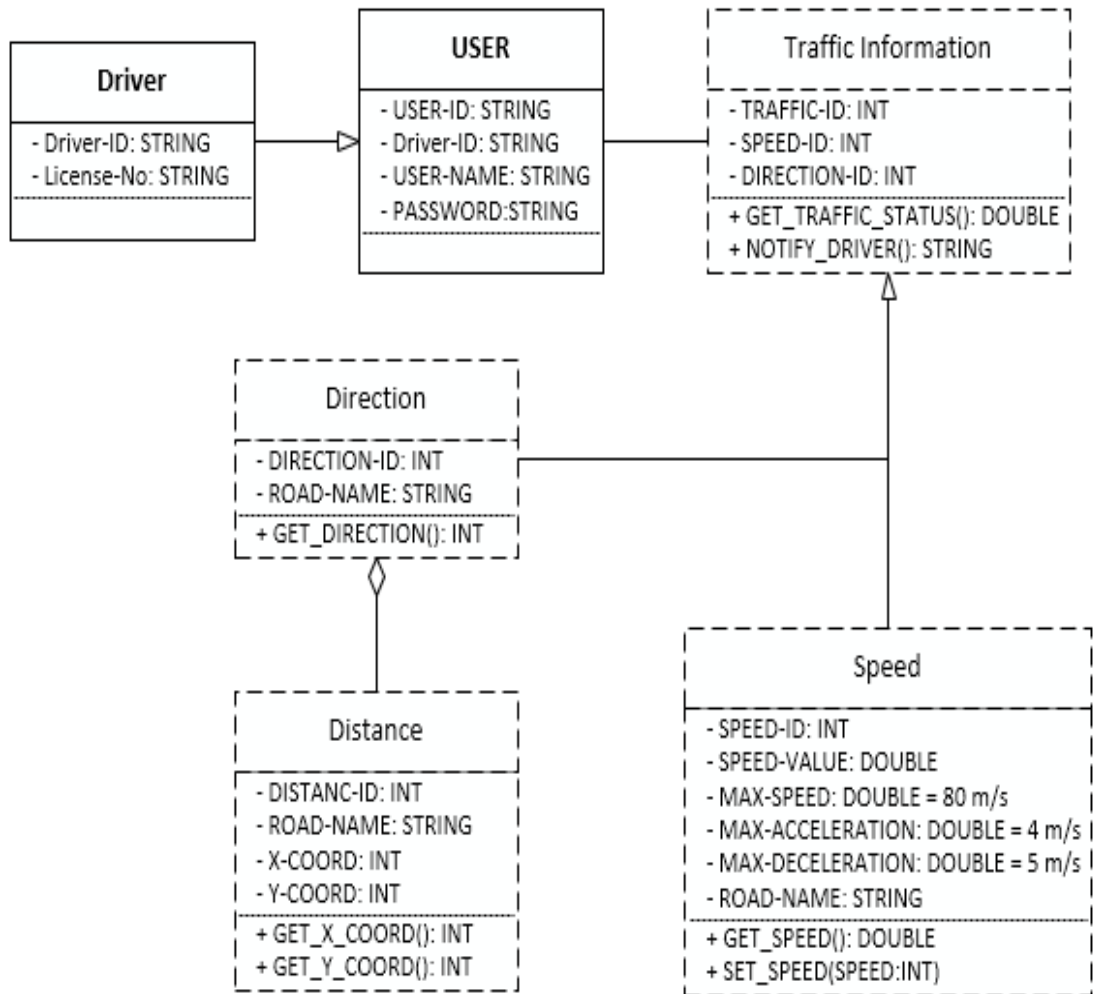 Driver
- Driver-ID: STRING
- License-No: STRING
USER
- USER-ID: STRING
- Driver-ID: STRING
- USER-NAME: STRING
- PASSWORD:STRING
Traffic Information
- TRAFFIC-ID: INT
- SPEED-ID: INT
- DIRECTION-ID: INT
+ GET_TRAFFIC_STATUS(): DOUBLE
+ NOTIFY_DRIVER(): STRING
Direction
- DIRECTION-ID: INT
- ROAD-NAME: STRING
+ GET_DIRECTION(): INT
Distance
- DISTANC-ID: INT
- ROAD-NAME: STRING
- X-COORD: INT
- Y-COORD: INT
+ GET_X_COORD(): INT
+ GET_Y_COORD(): INT
Speed
- SPEED-ID: INT
- SPEED-VALUE: DOUBLE
- MAX-SPEED: DOUBLE = 80 m/s
- MAX-ACCELERATION: DOUBLE = 4 m/s
- MAX-DECELERATION: DOUBLE = 5 m/s
- ROAD-NAME: STRING
+ GET_SPEED(): DOUBLE
+ SET_SPEED(SPEED:INT)